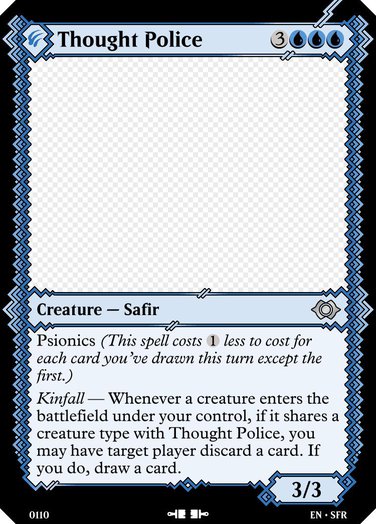 Thought Police 3
Creature — Safir
Psionics (This spell costs 1 less to cost for
each card you've drawn this turn except the
first.)
Kinfall — Whenever a creature enters the
battlefield under your control, if it shares a
creature type with Thought Police, you
may have target player discard a card. If
you do, draw a card.
3/3
0110
EN • SFR